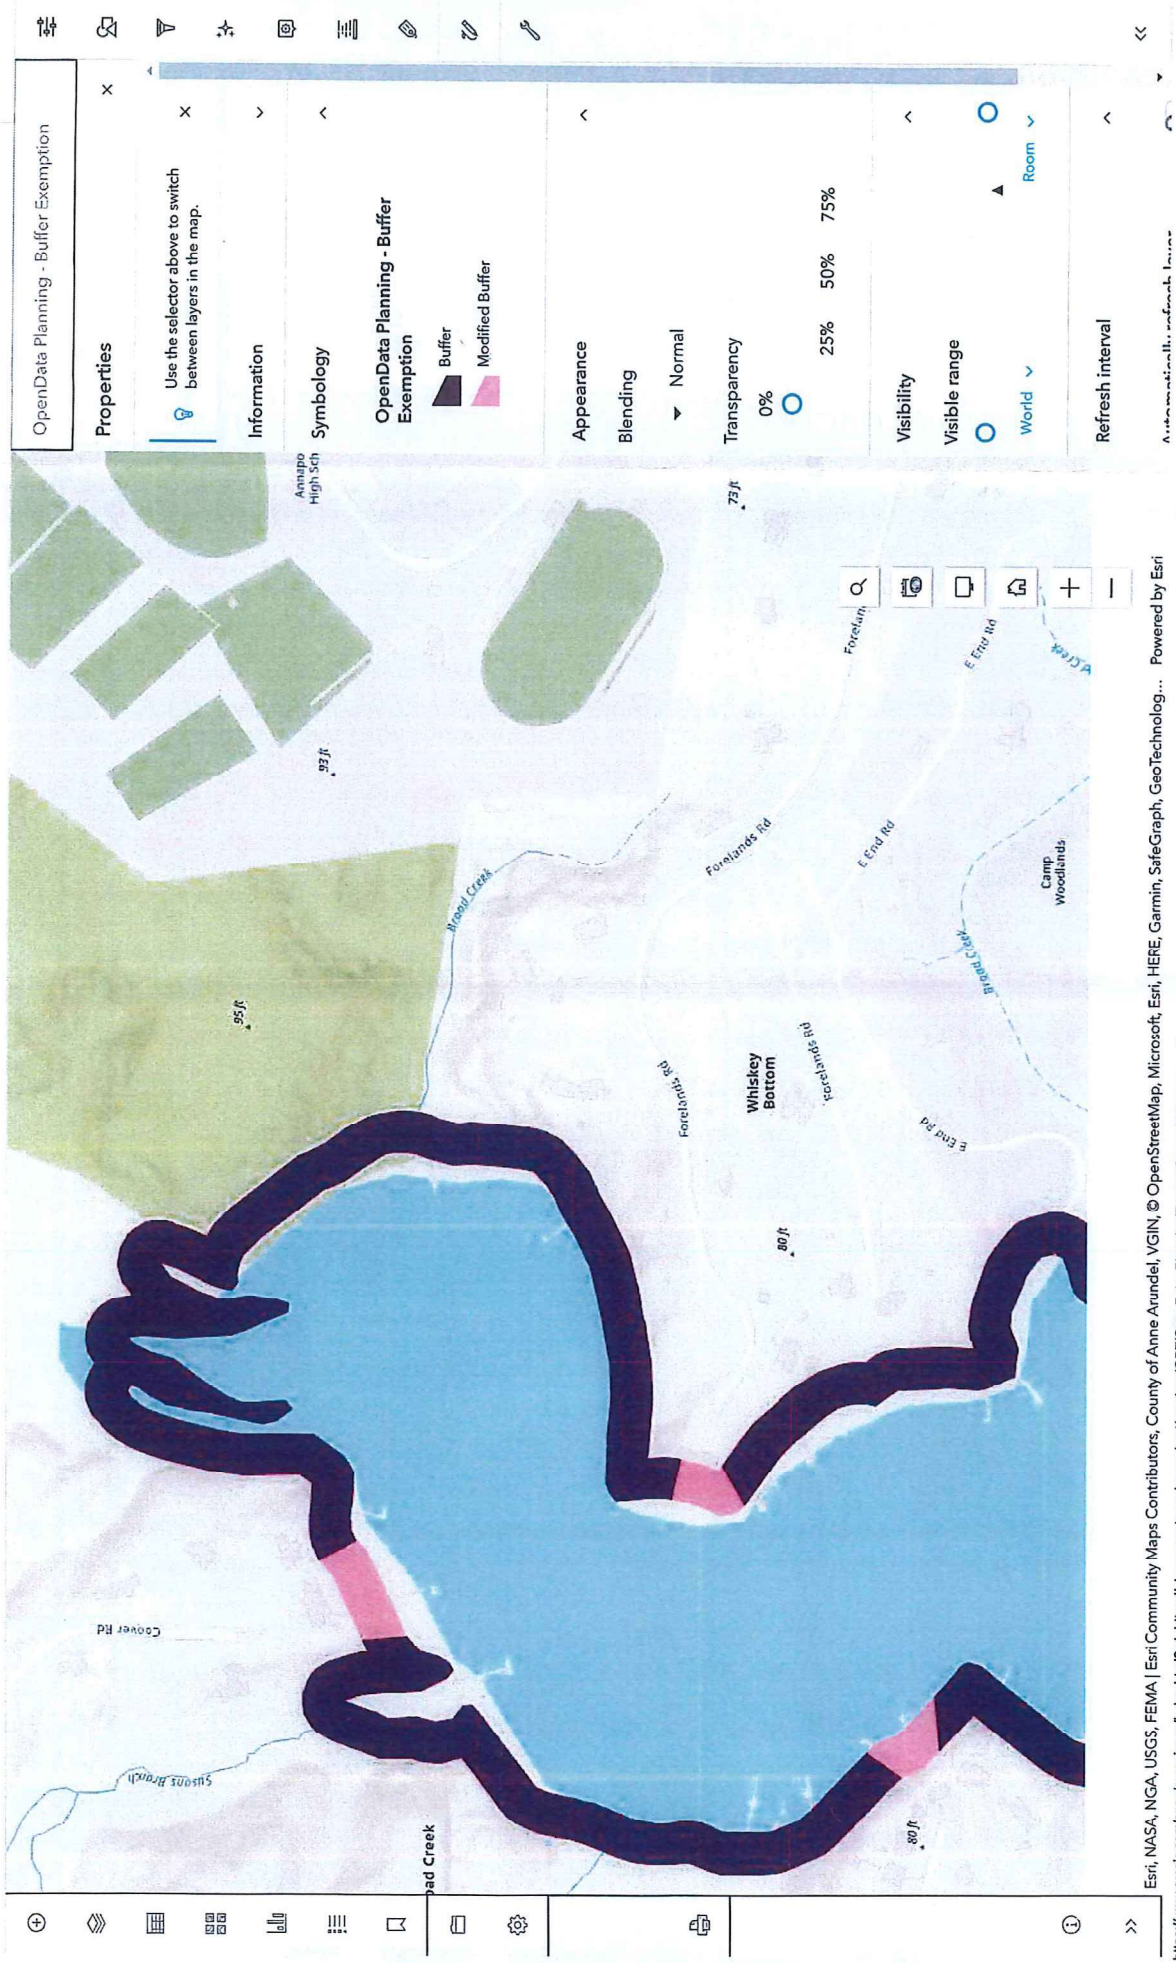 OpenData Planning - Buffer Exemption
Properties
Use the selector above to switch
between layers in the map.
Information
Symbology
OpenData Planning - Buffer
Exemption
Buffer
Modified Buffer
Appearance
Blending
Normal
Transparency
0%
25% 50% 75%
Visibility
Visible range
World
Room
Refresh interval
Annapo
High Sch
93 ft
95 ft
73 ft
Broad Creek
Forelands Rd
E End Rd
Forelands Rd
E End Rd
Camp
Woodlands
Broad Creek
Forelands Rd
Whiskey
Bottom
Forelands Rd
E End Rd
80 ft
Coover Rd
Susans Branch
oad Creek
80 ft
Esri, NASA, NGA, USGS, FEMA | Esri Community Maps Contributors, County of Anne Arundel, VGIN, © OpenStreetMap, Microsoft, Esri, HERE, Garmin, SafeGraph, GeoTechnolog... Powered by Esri